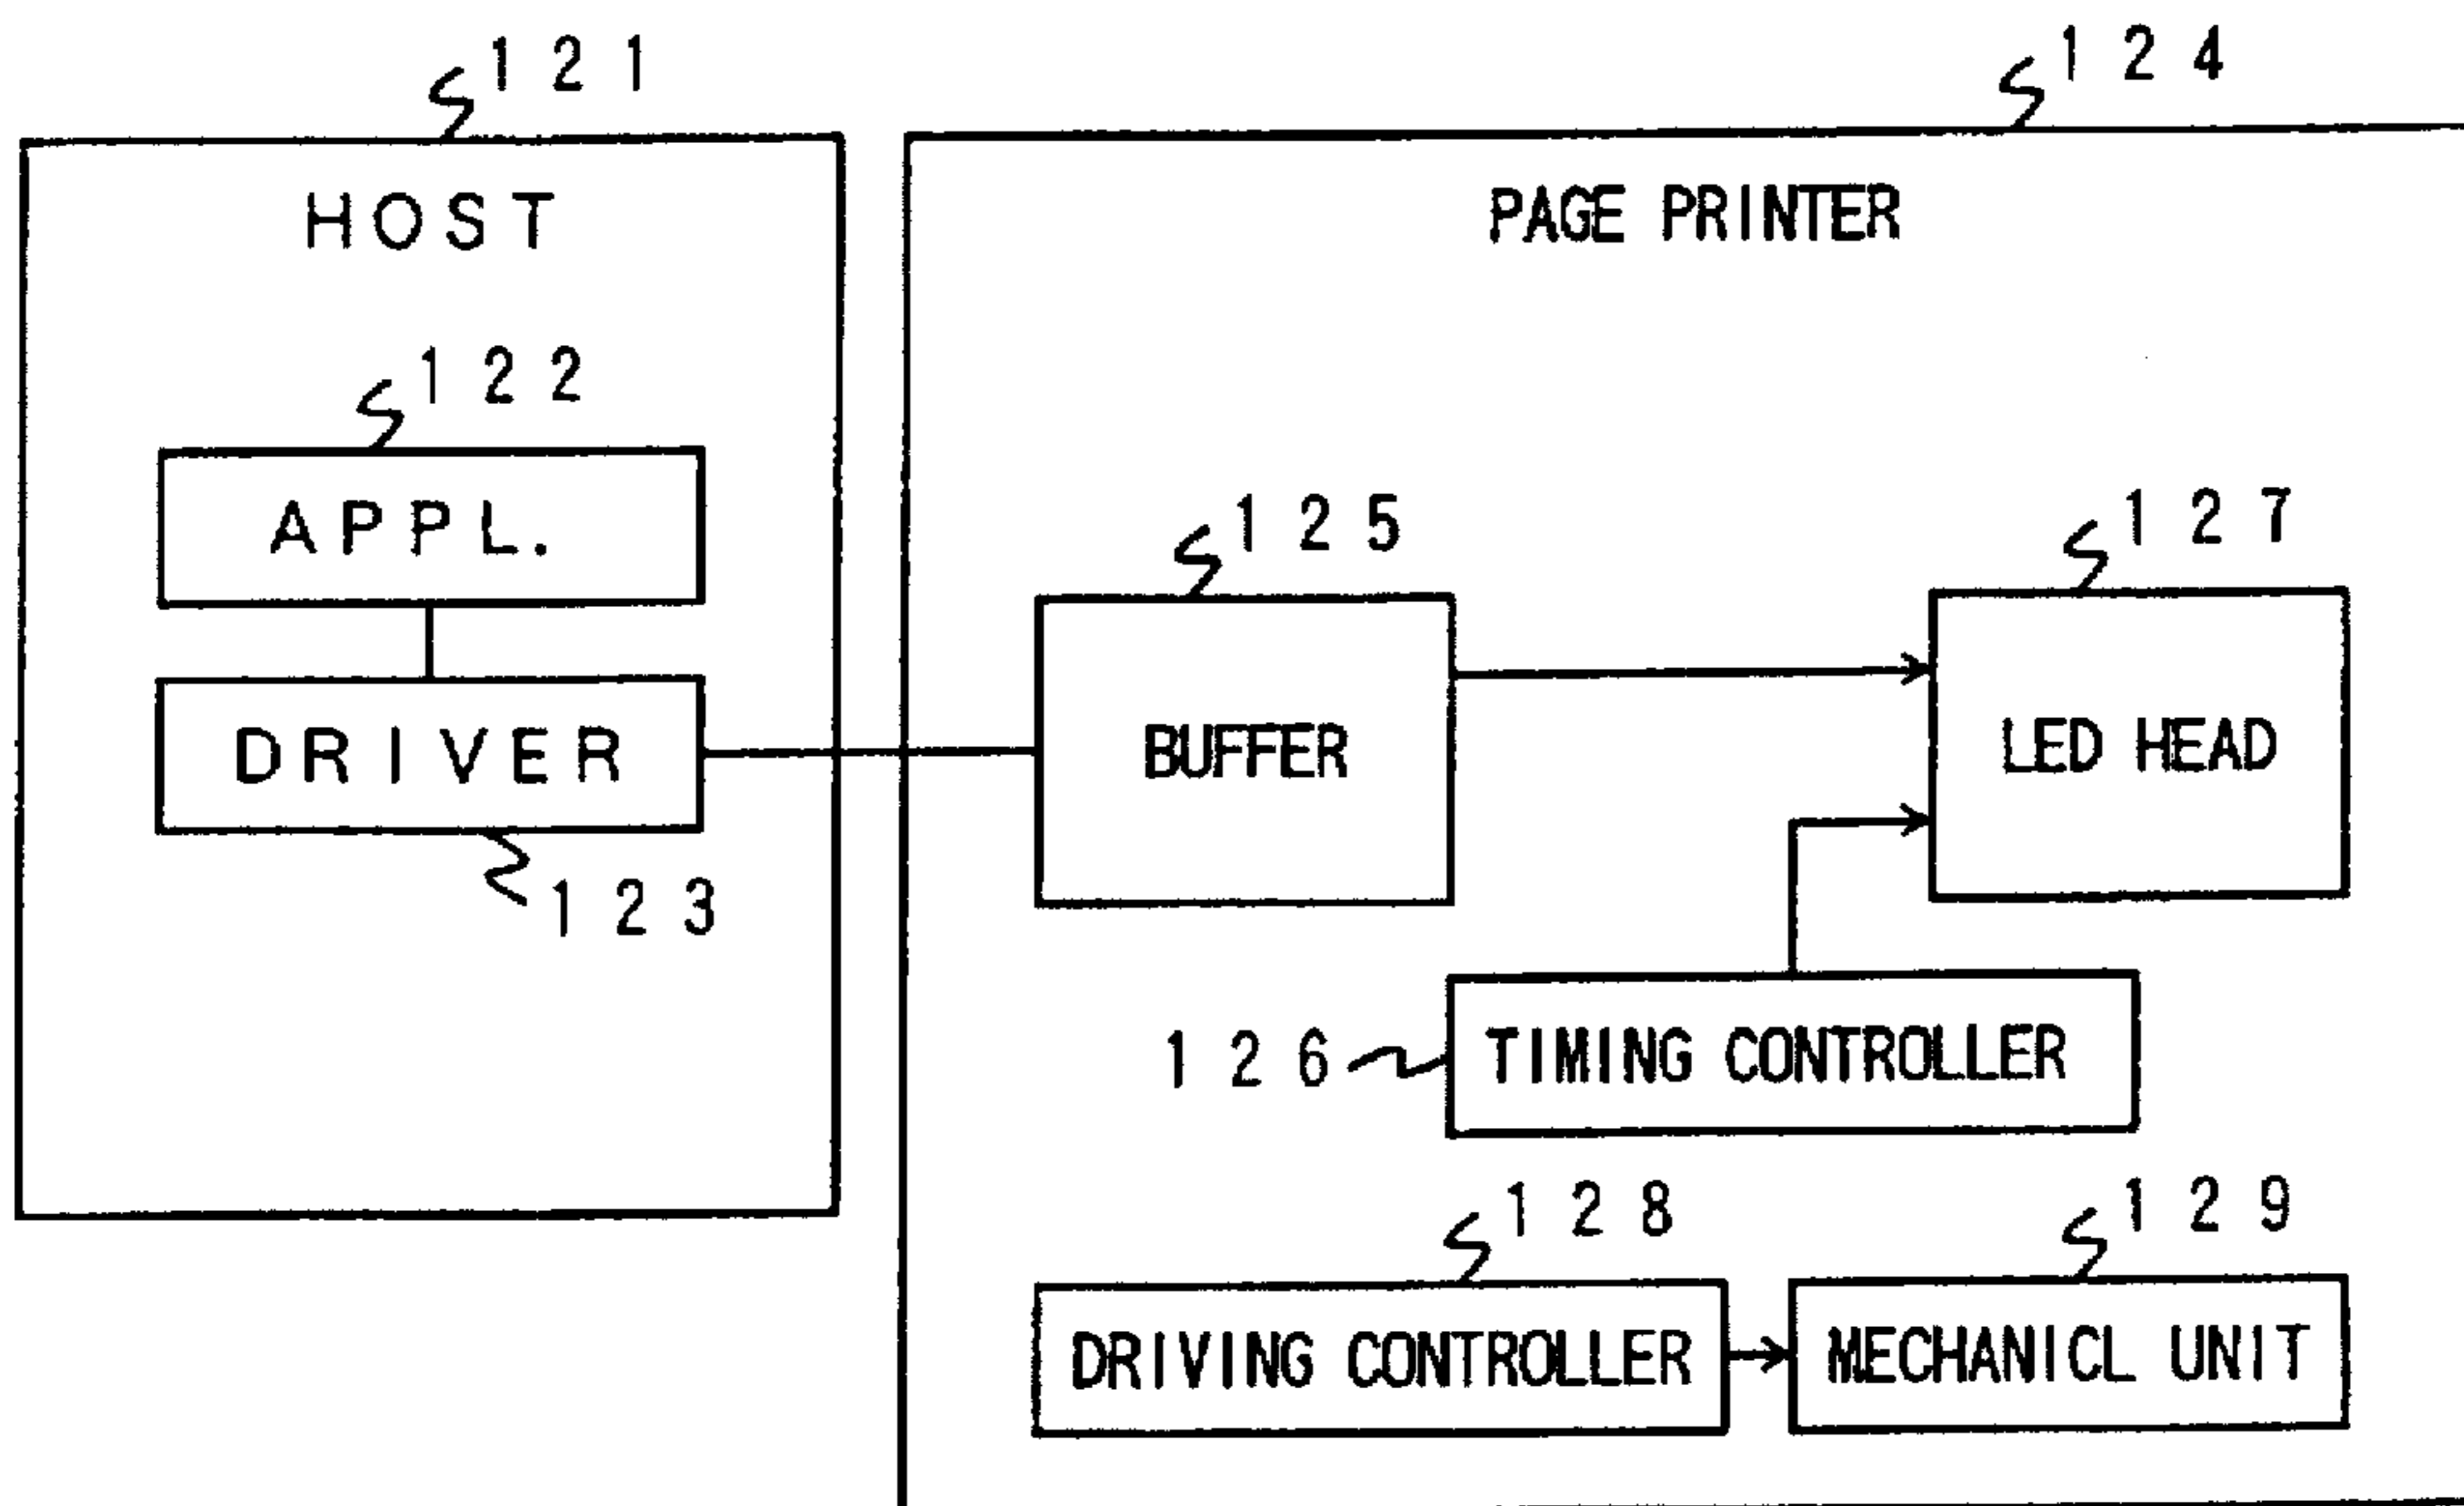 121
HOST
122
APPL.
DRIVER
123
124
PAGE PRINTER
125
BUFFER
127
LED HEAD
126
TIMING CONTROLLER
128
DRIVING CONTROLLER
129
MECHANICL UNIT